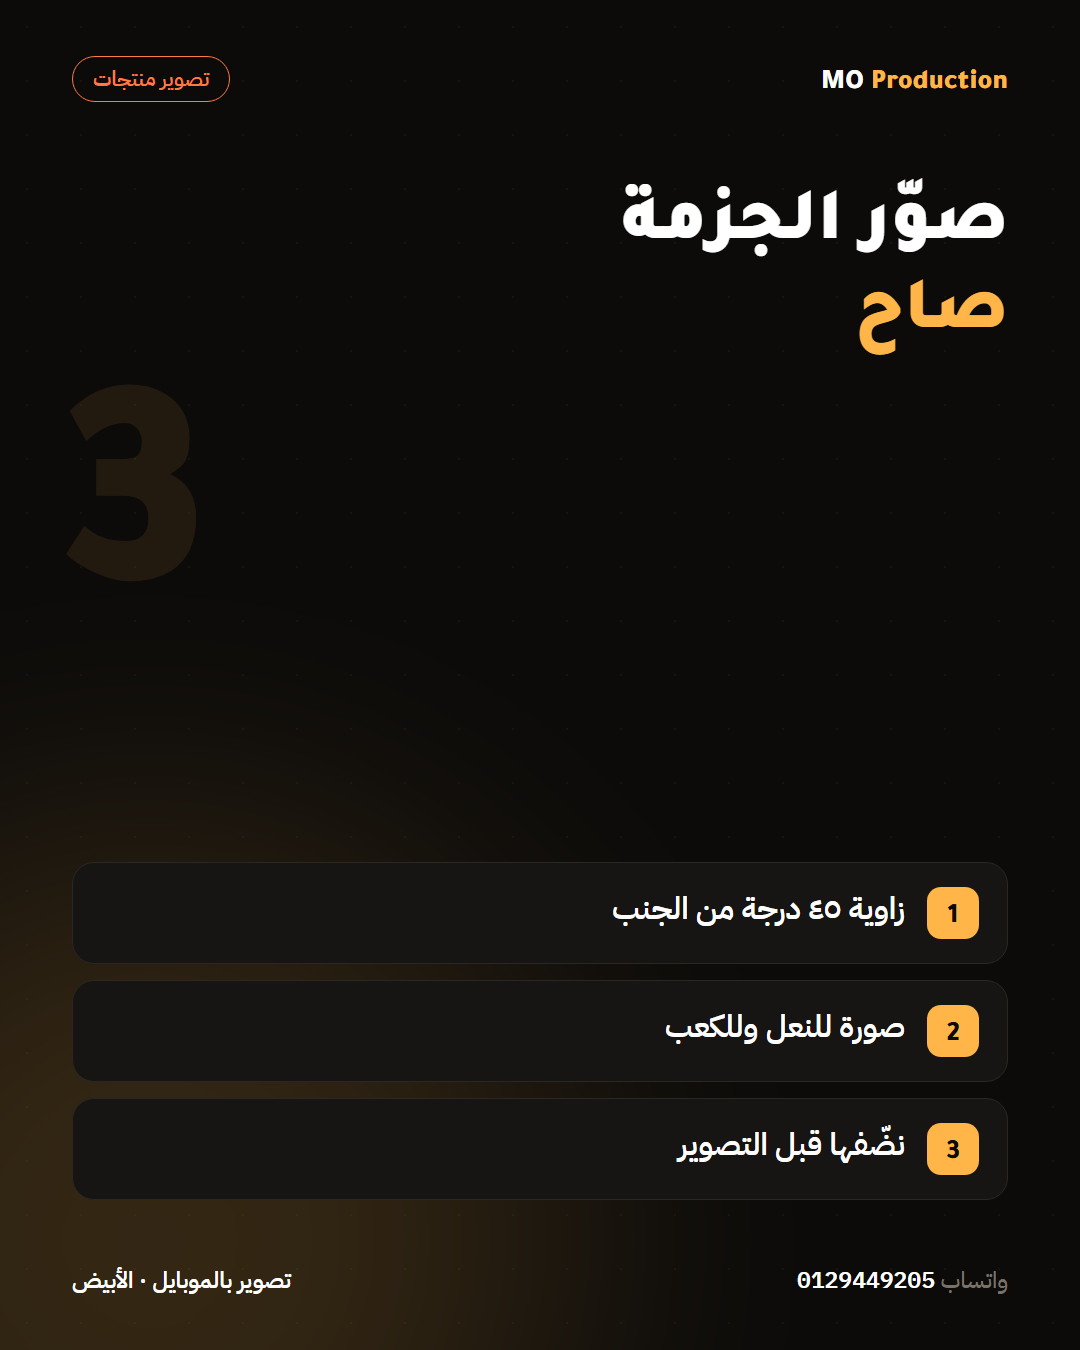 MO Production
تصوير منتجات
صوّر الجزمة
صاح
3
1 زاوية ٤٥ درجة من الجنب
2 صورة للنعل وللكعب
3 نضّفها قبل التصوير
واتساب 0129449205
تصوير بالموبايل · الأبيض